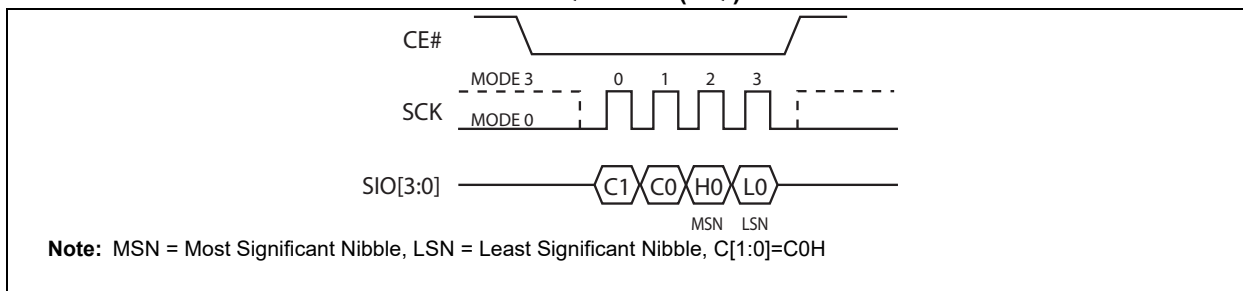 CE#
MODE 3 0 1 2 3
SCK
MODE 0
SIO[3:0] C1 C0 H0 L0
MSN LSN
Note: MSN = Most Significant Nibble, LSN = Least Significant Nibble, C[1:0]=C0H